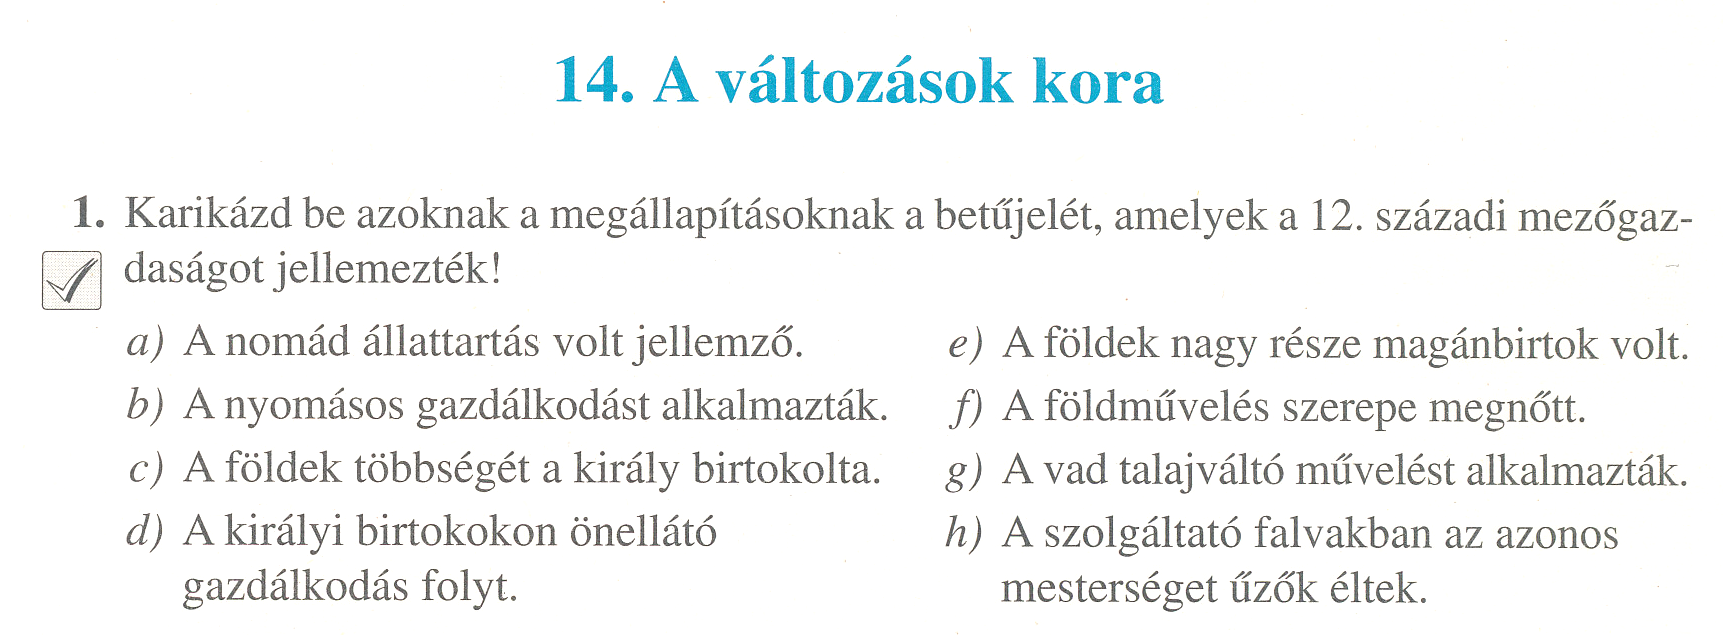 14. A változások kora
1. Karikázd be azoknak a megállapításoknak a betűjelét, amelyek a 12. századi mezőgaz-
daságot jellemezték!
a) A nomád állattartás volt jellemző.
b) A nyomásos gazdálkodást alkalmazták.
c) A földek többségét a király birtokolta.
d) A királyi birtokokon önellátó
gazdálkodás folyt.
e) A földek nagy része magánbirtok volt.
f) A földművelés szerepe megnőtt.
g) A vad talajváltó művelést alkalmazták.
h) A szolgáltató falvakban az azonos
mesterséget űzők éltek.